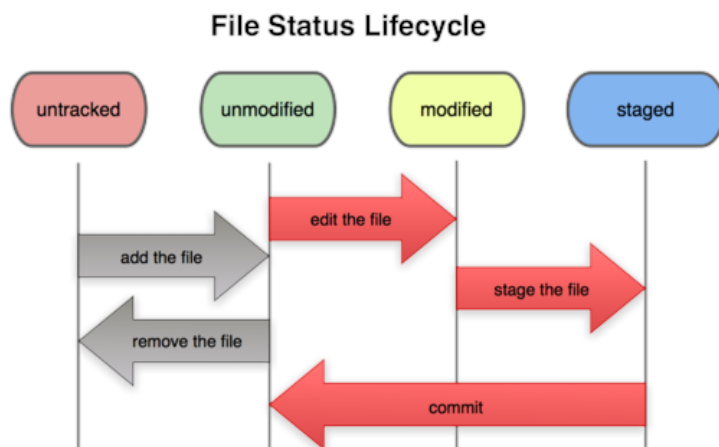 File Status Lifecycle
untracked
unmodified
modified
staged
edit the file
add the file
stage the file
remove the file
commit